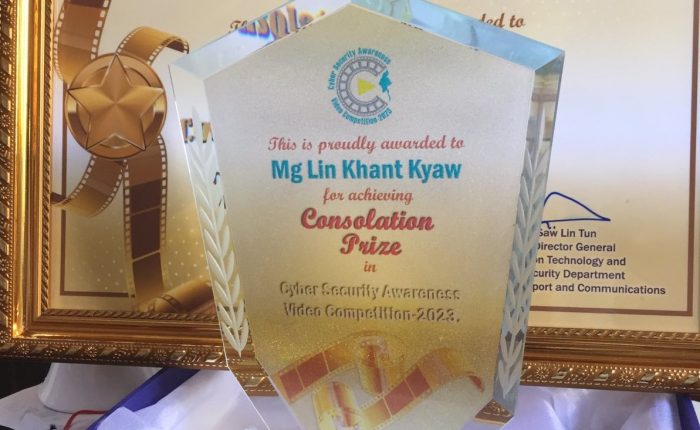 Cyber Security Awareness
Video Competition-2023
This is proudly awarded to
Mg Lin Khant Kyaw
for achieving
Consolation
Prize
in
Cyber Security Awareness
Video Competition-2023.
ded to
Saw Lin Tun
Director General
on Technology and
curity Department
port and Communications